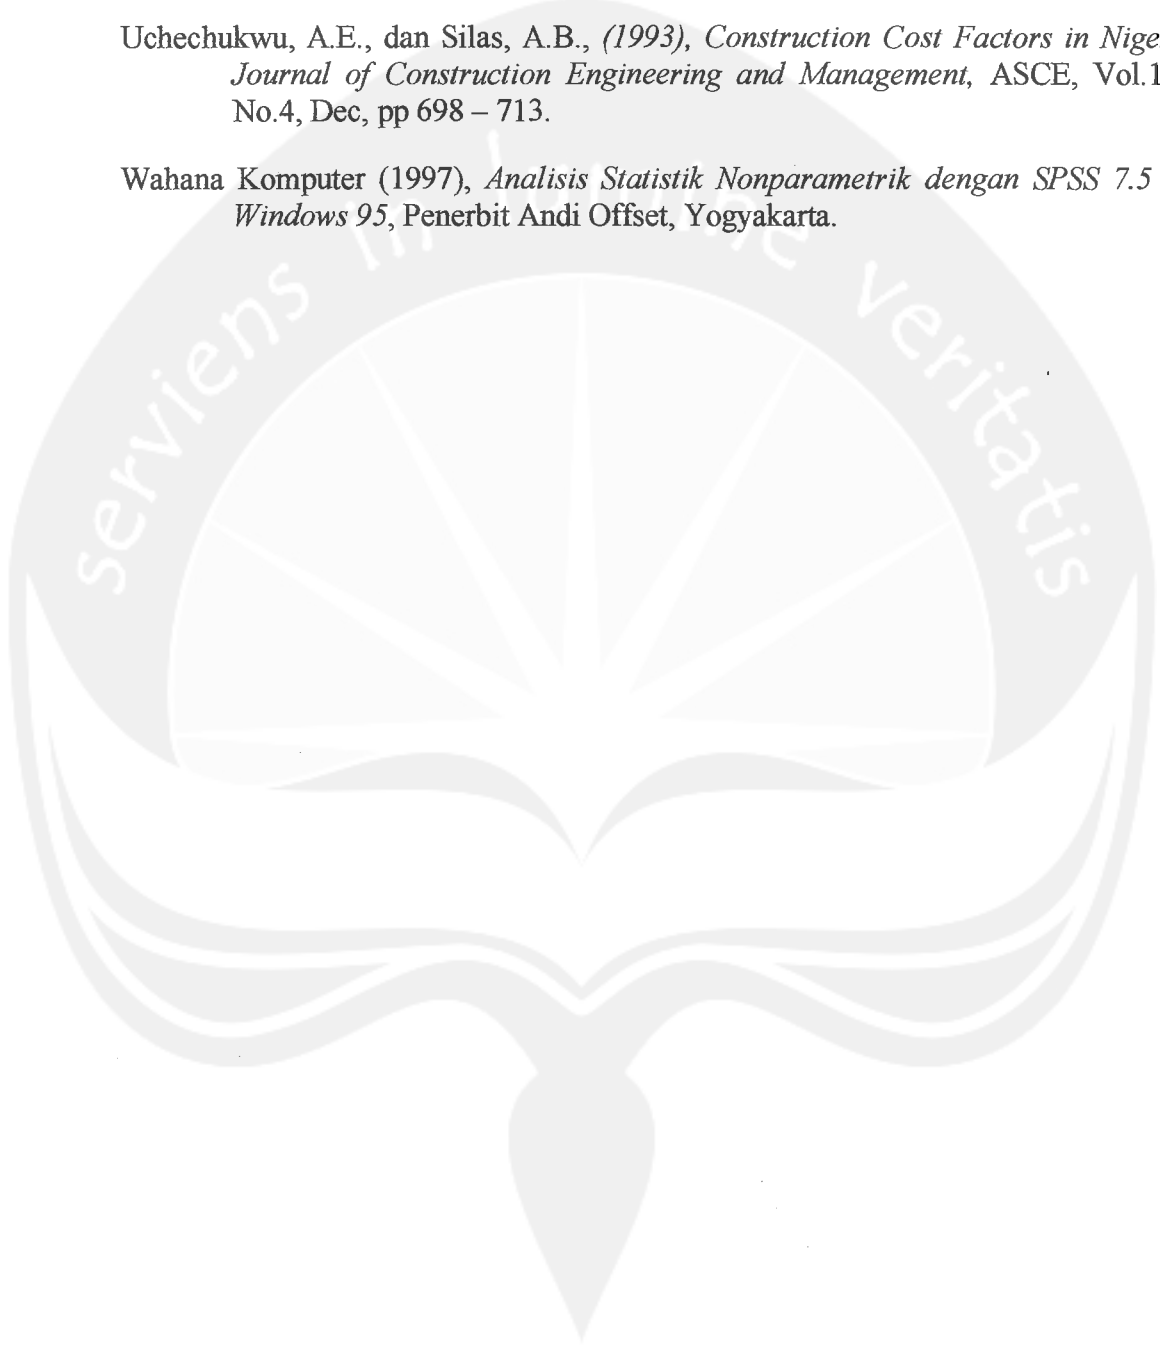 Uchechukwu, A.E., dan Silas, A.B., (1993), Construction Cost Factors in Nige
Journal of Construction Engineering and Management, ASCE, Vol.1
No.4, Dec, pp 698 – 713.
Wahana Komputer (1997), Analisis Statistik Nonparametrik dengan SPSS 7.5
Windows 95, Penerbit Andi Offset, Yogyakarta.
serviens in lumine veritatis